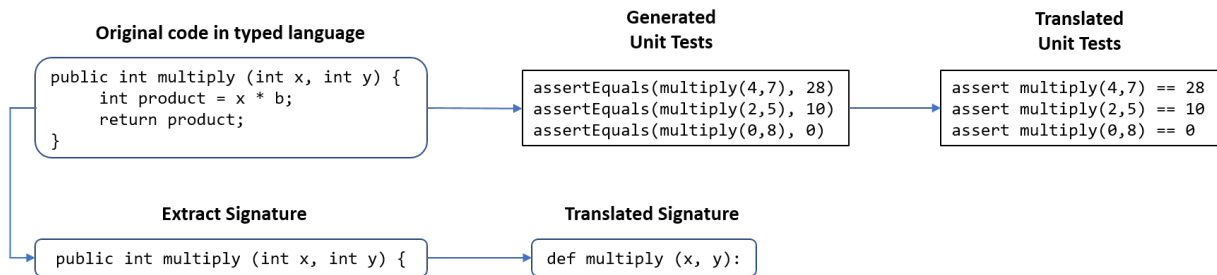 Original code in typed language
public int multiply (int x, int y) {
int product = x * b;
return product;
}
Generated
Unit Tests
assertEquals(multiply(4,7), 28)
assertEquals(multiply(2,5), 10)
assertEquals(multiply(0,8), 0)
Translated
Unit Tests
assert multiply(4,7) == 28
assert multiply(2,5) == 10
assert multiply(0,8) == 0
Extract Signature
public int multiply (int x, int y) {
Translated Signature
def multiply (x, y):